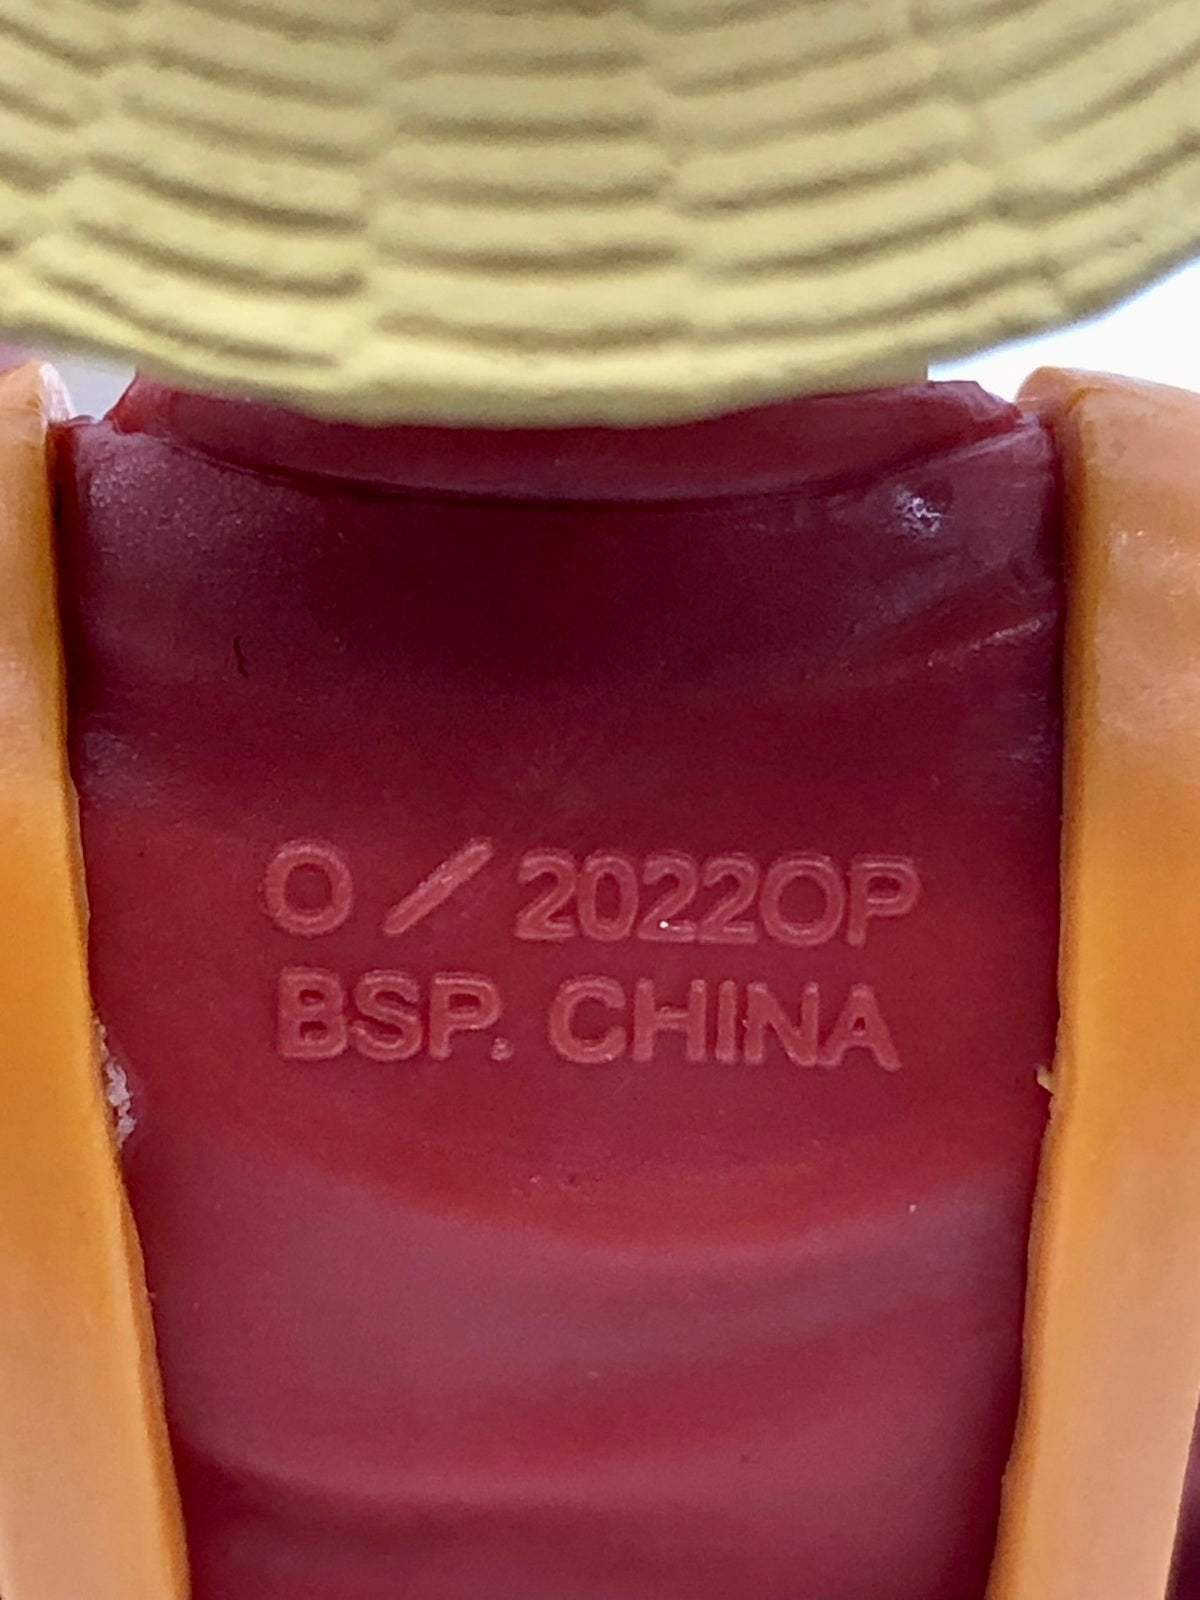 O / 2022OP
BSP. CHINA